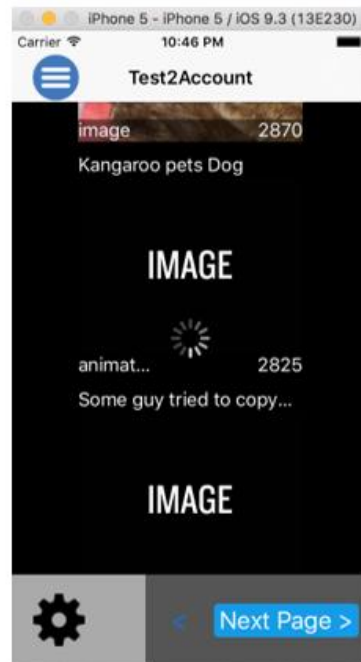 iPhone 5 - iPhone 5 / iOS 9.3 (13E230)
Carrier 10:46 PM
Test2Account
image 2870
Kangaroo pets Dog
IMAGE
animat... 2825
Some guy tried to copy...
IMAGE
< Next Page >